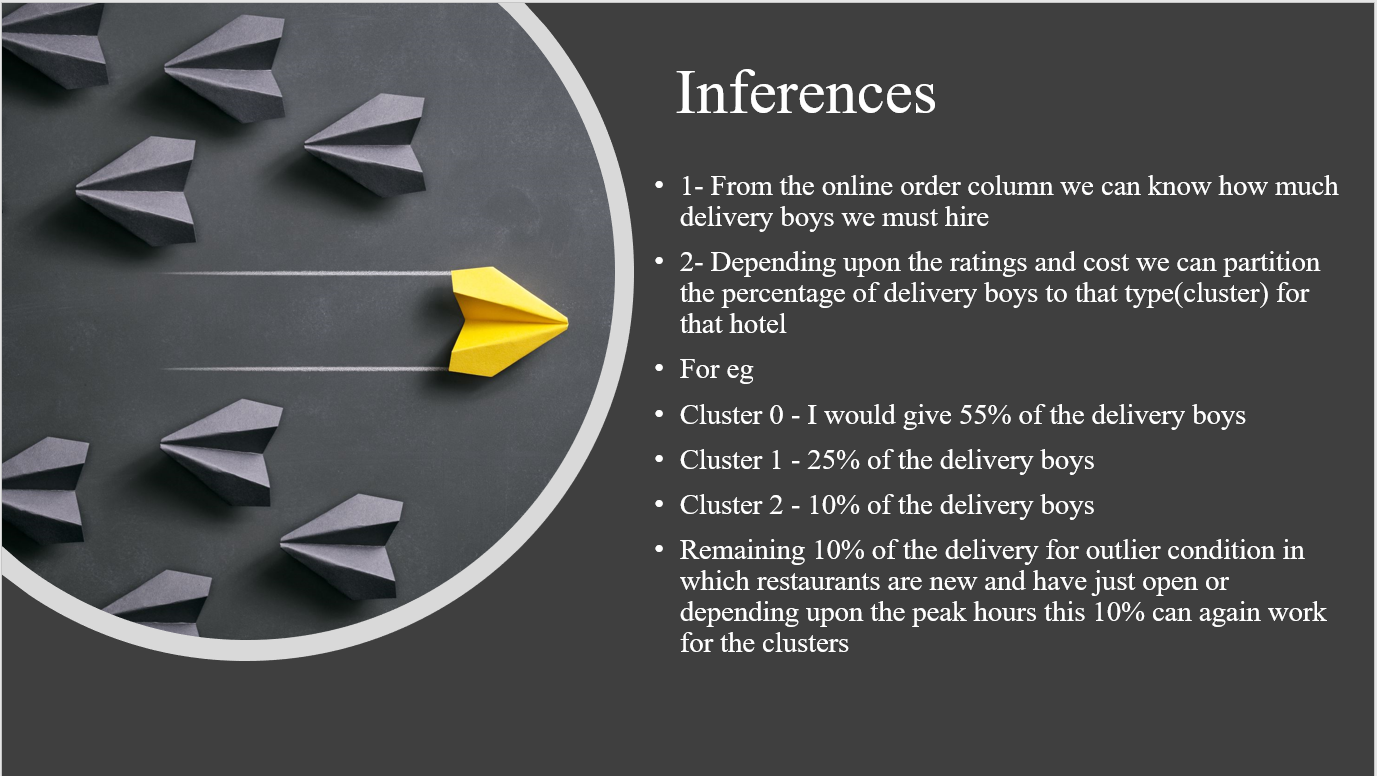 Inferences
• 1- From the online order column we can know how much
delivery boys we must hire
• 2- Depending upon the ratings and cost we can partition
the percentage of delivery boys to that type(cluster) for
that hotel
• For eg
• Cluster 0 - I would give 55% of the delivery boys
• Cluster 1 - 25% of the delivery boys
• Cluster 2 - 10% of the delivery boys
• Remaining 10% of the delivery for outlier condition in
which restaurants are new and have just open or
depending upon the peak hours this 10% can again work
for the clusters